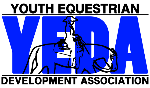 YOUTH EQUESTRIAN
YEDA
DEVELOPMENT ASSOCIATION